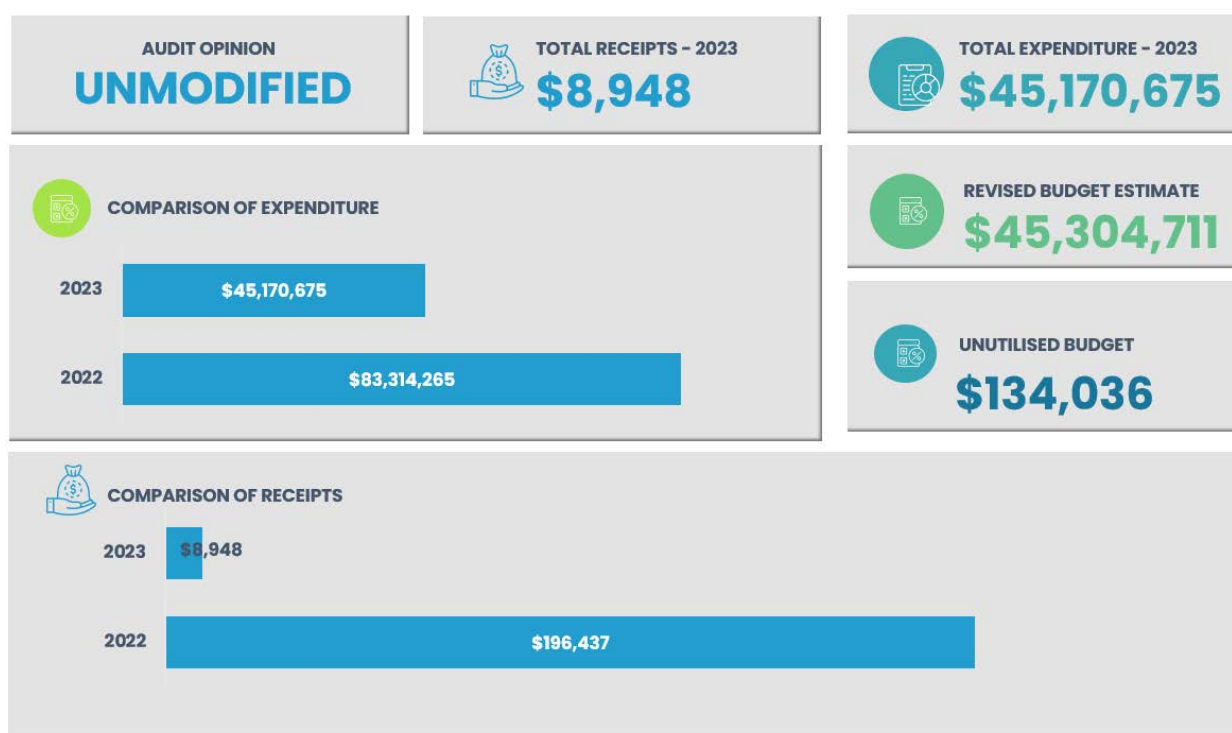 AUDIT OPINION
UNMODIFIED
TOTAL RECEIPTS - 2023
$8,948
TOTAL EXPENDITURE - 2023
$45,170,675
COMPARISON OF EXPENDITURE
2023
$45,170,675
2022
$83,314,265
REVISED BUDGET ESTIMATE
$45,304,711
UNUTILISED BUDGET
$134,036
COMPARISON OF RECEIPTS
2023
$8,948
2022
$196,437